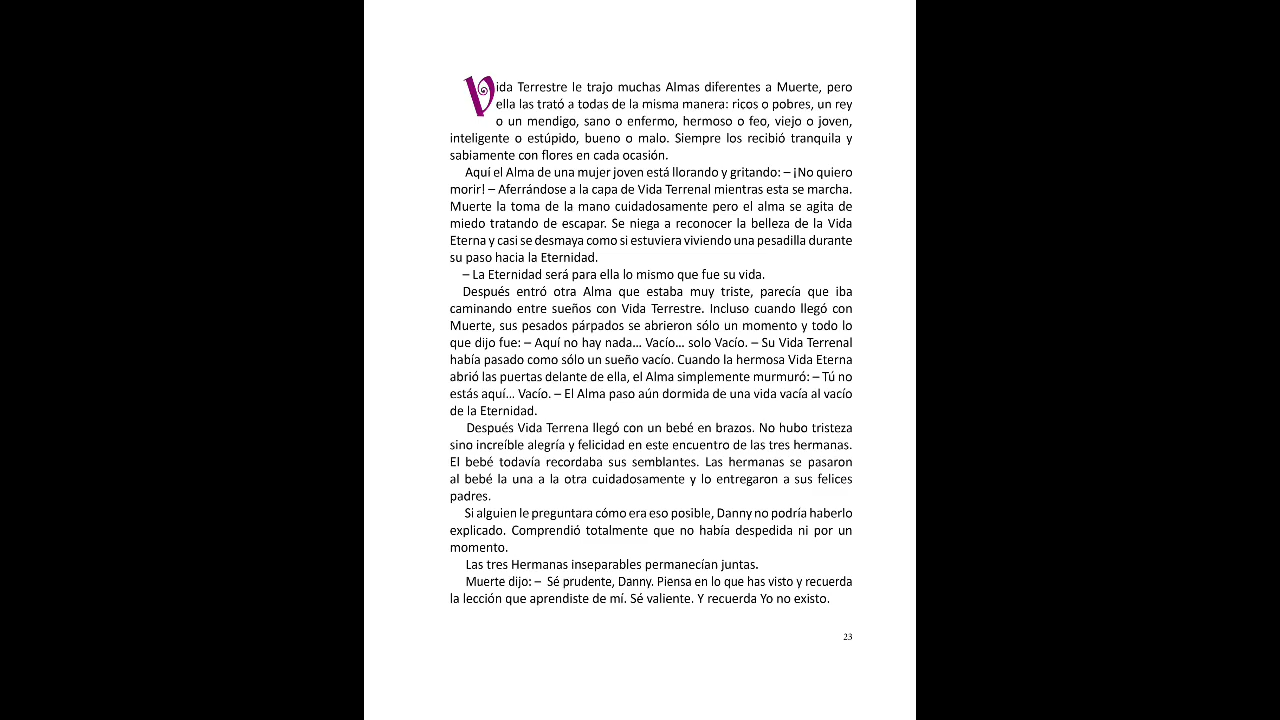 Vida Terrestre le trajo muchas Almas diferentes a Muerte, pero
ella las trató a todas de la misma manera: ricos o pobres, un rey
o un mendigo, sano o enfermo, hermoso o feo, viejo o joven,
inteligente o estúpido, bueno o malo. Siempre los recibió tranquila y
sabiamente con flores en cada ocasión.
Aquí el Alma de una mujer joven está llorando y gritando: – ¡No quiero
morir! – Aferrándose a la capa de Vida Terrenal mientras esta se marcha.
Muerte la toma de la mano cuidadosamente pero el alma se agita de
miedo tratando de escapar. Se niega a reconocer la belleza de la Vida
Eterna y casi se desmaya como si estuviera viviendo una pesadilla durante
su paso hacia la Eternidad.
– La Eternidad será para ella lo mismo que fue su vida.
Después entró otra Alma que estaba muy triste, parecía que iba
caminando entre sueños con Vida Terrestre. Incluso cuando llegó con
Muerte, sus pesados párpados se abrieron sólo un momento y todo lo
que dijo fue: – Aquí no hay nada... Vacío... solo Vacío. – Su Vida Terrenal
había pasado como sólo un sueño vacío. Cuando la hermosa Vida Eterna
abrió las puertas delante de ella, el Alma simplemente murmuró: – Tú no
estás aquí... Vacío. – El Alma paso aún dormida de una vida vacía al vacío
de la Eternidad.
Después Vida Terrena llegó con un bebé en brazos. No hubo tristeza
sino increíble alegría y felicidad en este encuentro de las tres hermanas.
El bebé todavía recordaba sus semblantes. Las hermanas se pasaron
al bebé la una a la otra cuidadosamente y lo entregaron a sus felices
padres.
Si alguien le preguntara cómo era eso posible, Danny no podría haberlo
explicado. Comprendió totalmente que no había despedida ni por un
momento.
Las tres Hermanas inseparables permanecían juntas.
Muerte dijo: – Sé prudente, Danny. Piensa en lo que has visto y recuerda
la lección que aprendiste de mí. Sé valiente. Y recuerda Yo no existo.
23